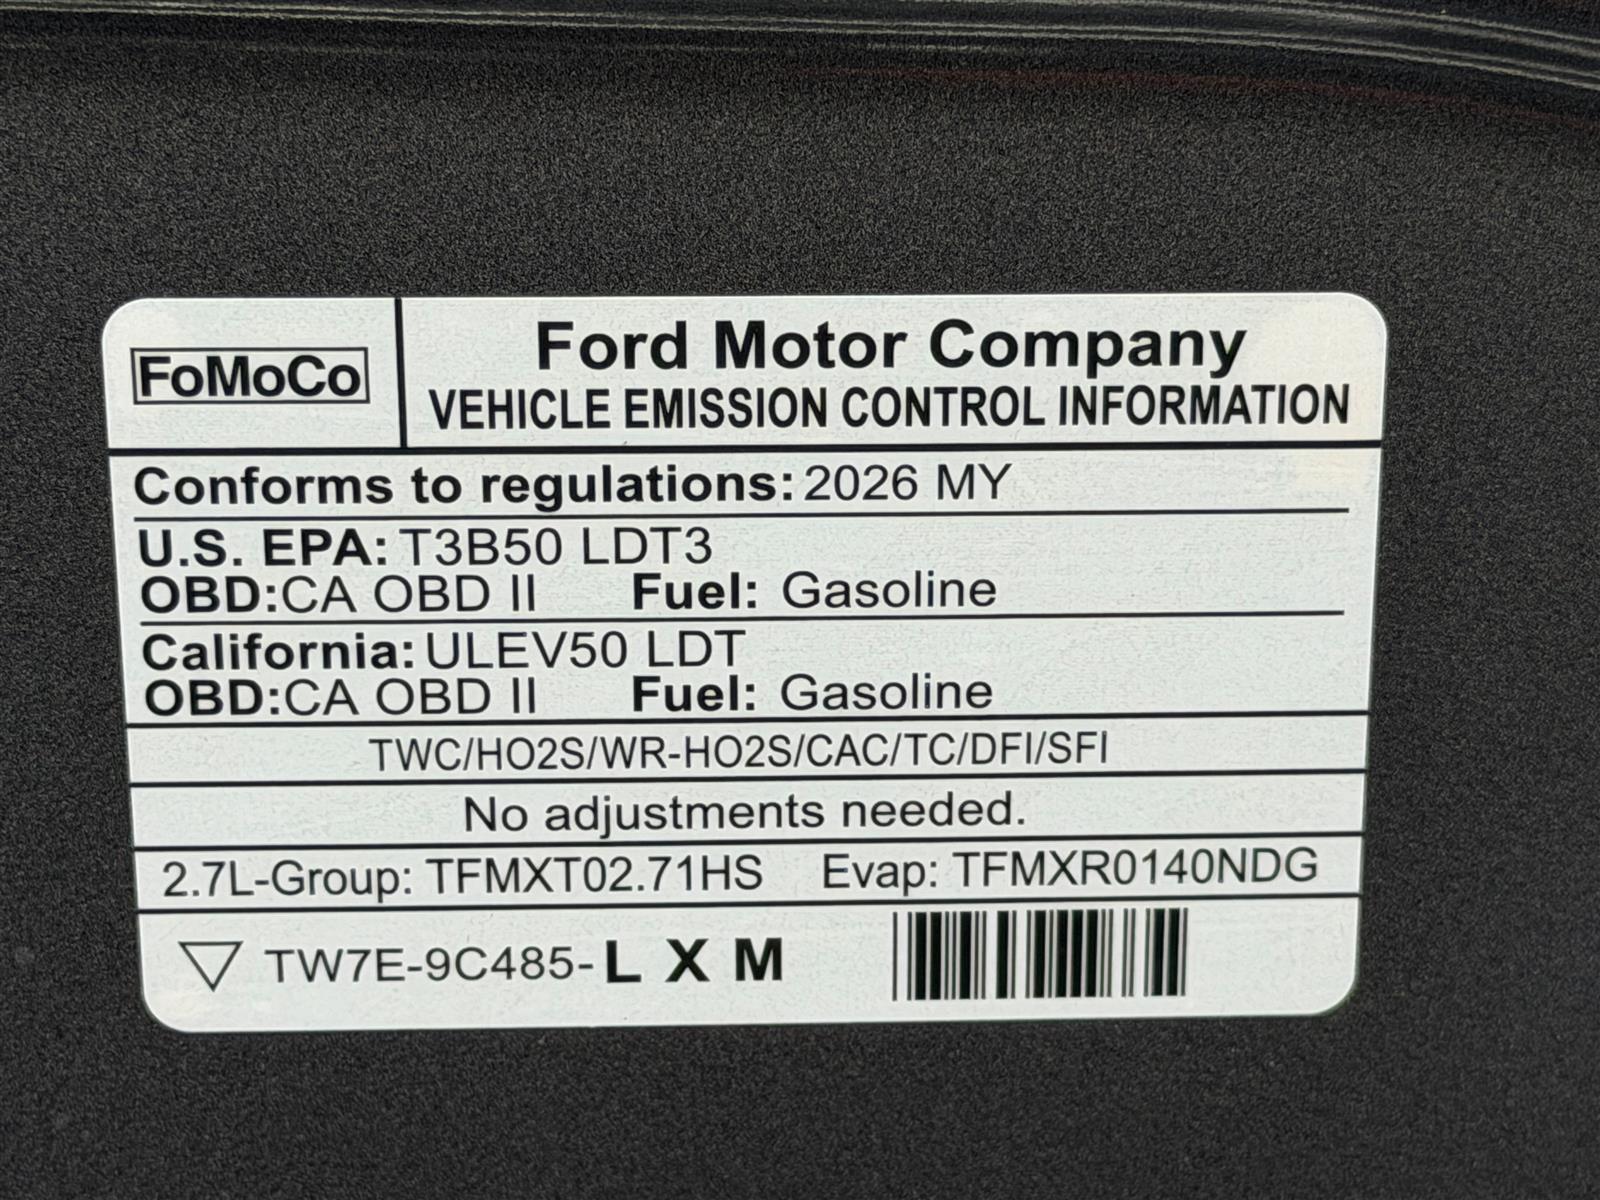 FoMoCo
Ford Motor Company
VEHICLE EMISSION CONTROL INFORMATION
Conforms to regulations: 2026 MY
U.S. EPA: T3B50 LDT3
OBD:CA OBD II Fuel: Gasoline
California: ULEV50 LDT
OBD:CA OBD II Fuel: Gasoline
TWC/HO2S/WR-HO2S/CAC/TC/DFI/SFI
No adjustments needed.
2.7L-Group: TFMXT02.71HS Evap: TFMXR0140NDG
TW7E-9C485- L X M